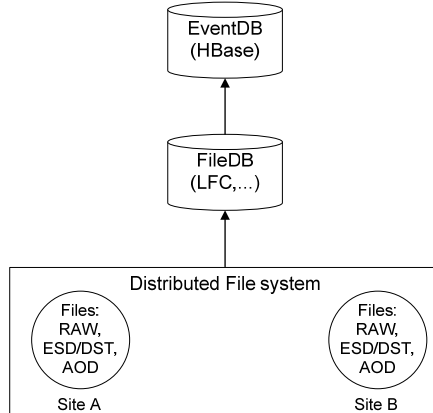 EventDB
(HBase)
FileDB
(LFC,...)
Distributed File system
Files:
RAW,
ESD/DST,
AOD
Site A
Files:
RAW,
ESD/DST,
AOD
Site B